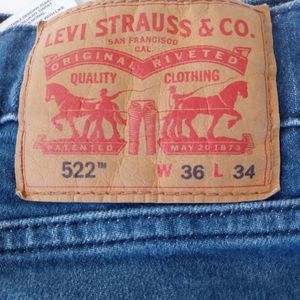 LEVI STRAUSS & CO.
SAN FRANCISCO
CAL.
ORIGINAL RIVETED
QUALITY CLOTHING
PATENTED MAY 20 1873
522™ W 36 L 34